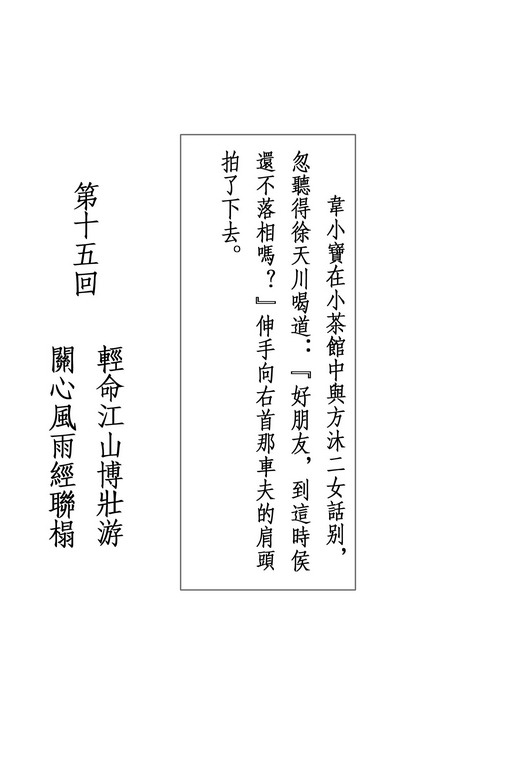 韋小寶在小茶館中與方沐二女話別，
忽聽得徐天川喝道：『好朋友，到這時侯
還不落相嗎？』伸手向右首那車夫的肩頭
拍了下去。
輕命江山博壯游
第十五回
關心風雨經聯榻